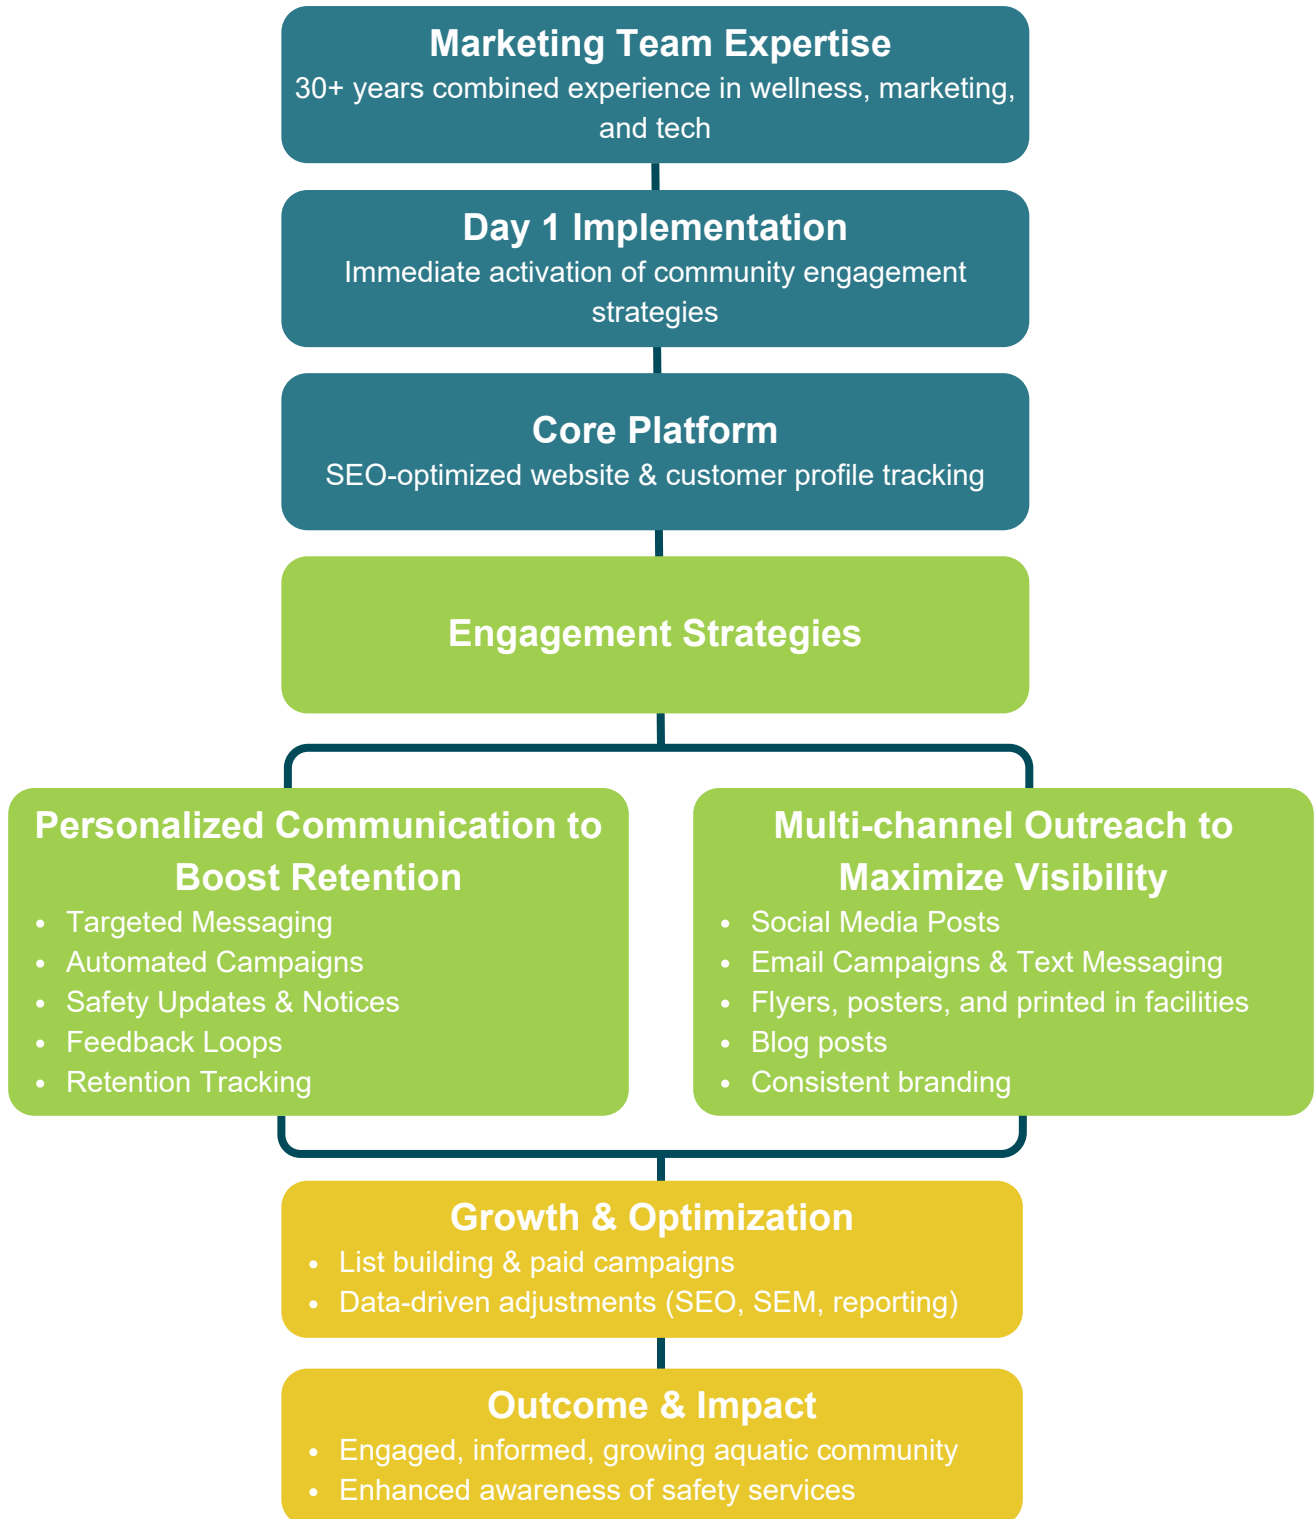 Marketing Team Expertise
30+ years combined experience in wellness, marketing,
and tech
Day 1 Implementation
Immediate activation of community engagement
strategies
Core Platform
SEO-optimized website & customer profile tracking
Engagement Strategies
Personalized Communication to
Boost Retention
• Targeted Messaging
• Automated Campaigns
• Safety Updates & Notices
• Feedback Loops
• Retention Tracking
Multi-channel Outreach to
Maximize Visibility
• Social Media Posts
• Email Campaigns & Text Messaging
• Flyers, posters, and printed in facilities
• Blog posts
• Consistent branding
Growth & Optimization
• List building & paid campaigns
• Data-driven adjustments (SEO, SEM, reporting)
Outcome & Impact
• Engaged, informed, growing aquatic community
• Enhanced awareness of safety services